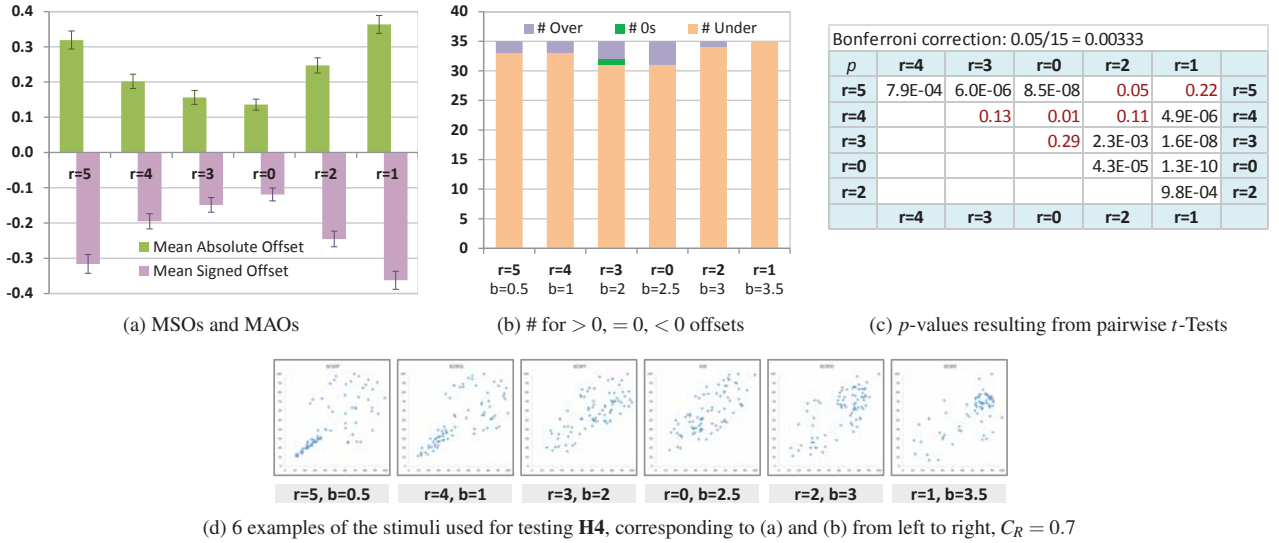 0.4
0.3
0.2
0.1
0.0
-0.1
-0.2
-0.3
-0.4
r=5 r=4 r=3 r=0 r=2 r=1
Mean Absolute Offset
Mean Signed Offset
(a) MSOs and MAOs
40
35
30
25
20
15
10
5
0
# Over # 0s # Under
r=5 r=4 r=3 r=0 r=2 r=1
b=0.5 b=1 b=2 b=2.5 b=3 b=3.5
(b) # for > 0, = 0, < 0 offsets
Bonferroni correction: 0.05/15 = 0.00333
p r=4 r=3 r=0 r=2 r=1
r=5 7.9E-04 6.0E-06 8.5E-08 0.05 0.22 r=5
r=4 0.13 0.01 0.11 4.9E-06 r=4
r=3 0.29 2.3E-03 1.6E-08 r=3
r=0 4.3E-05 1.3E-10 r=0
r=2 9.8E-04 r=2
r=4 r=3 r=0 r=2 r=1
(c) p-values resulting from pairwise t-Tests
r=5, b=0.5 r=4, b=1 r=3, b=2 r=0, b=2.5 r=2, b=3 r=1, b=3.5
(d) 6 examples of the stimuli used for testing H4, corresponding to (a) and (b) from left to right, C_R = 0.7